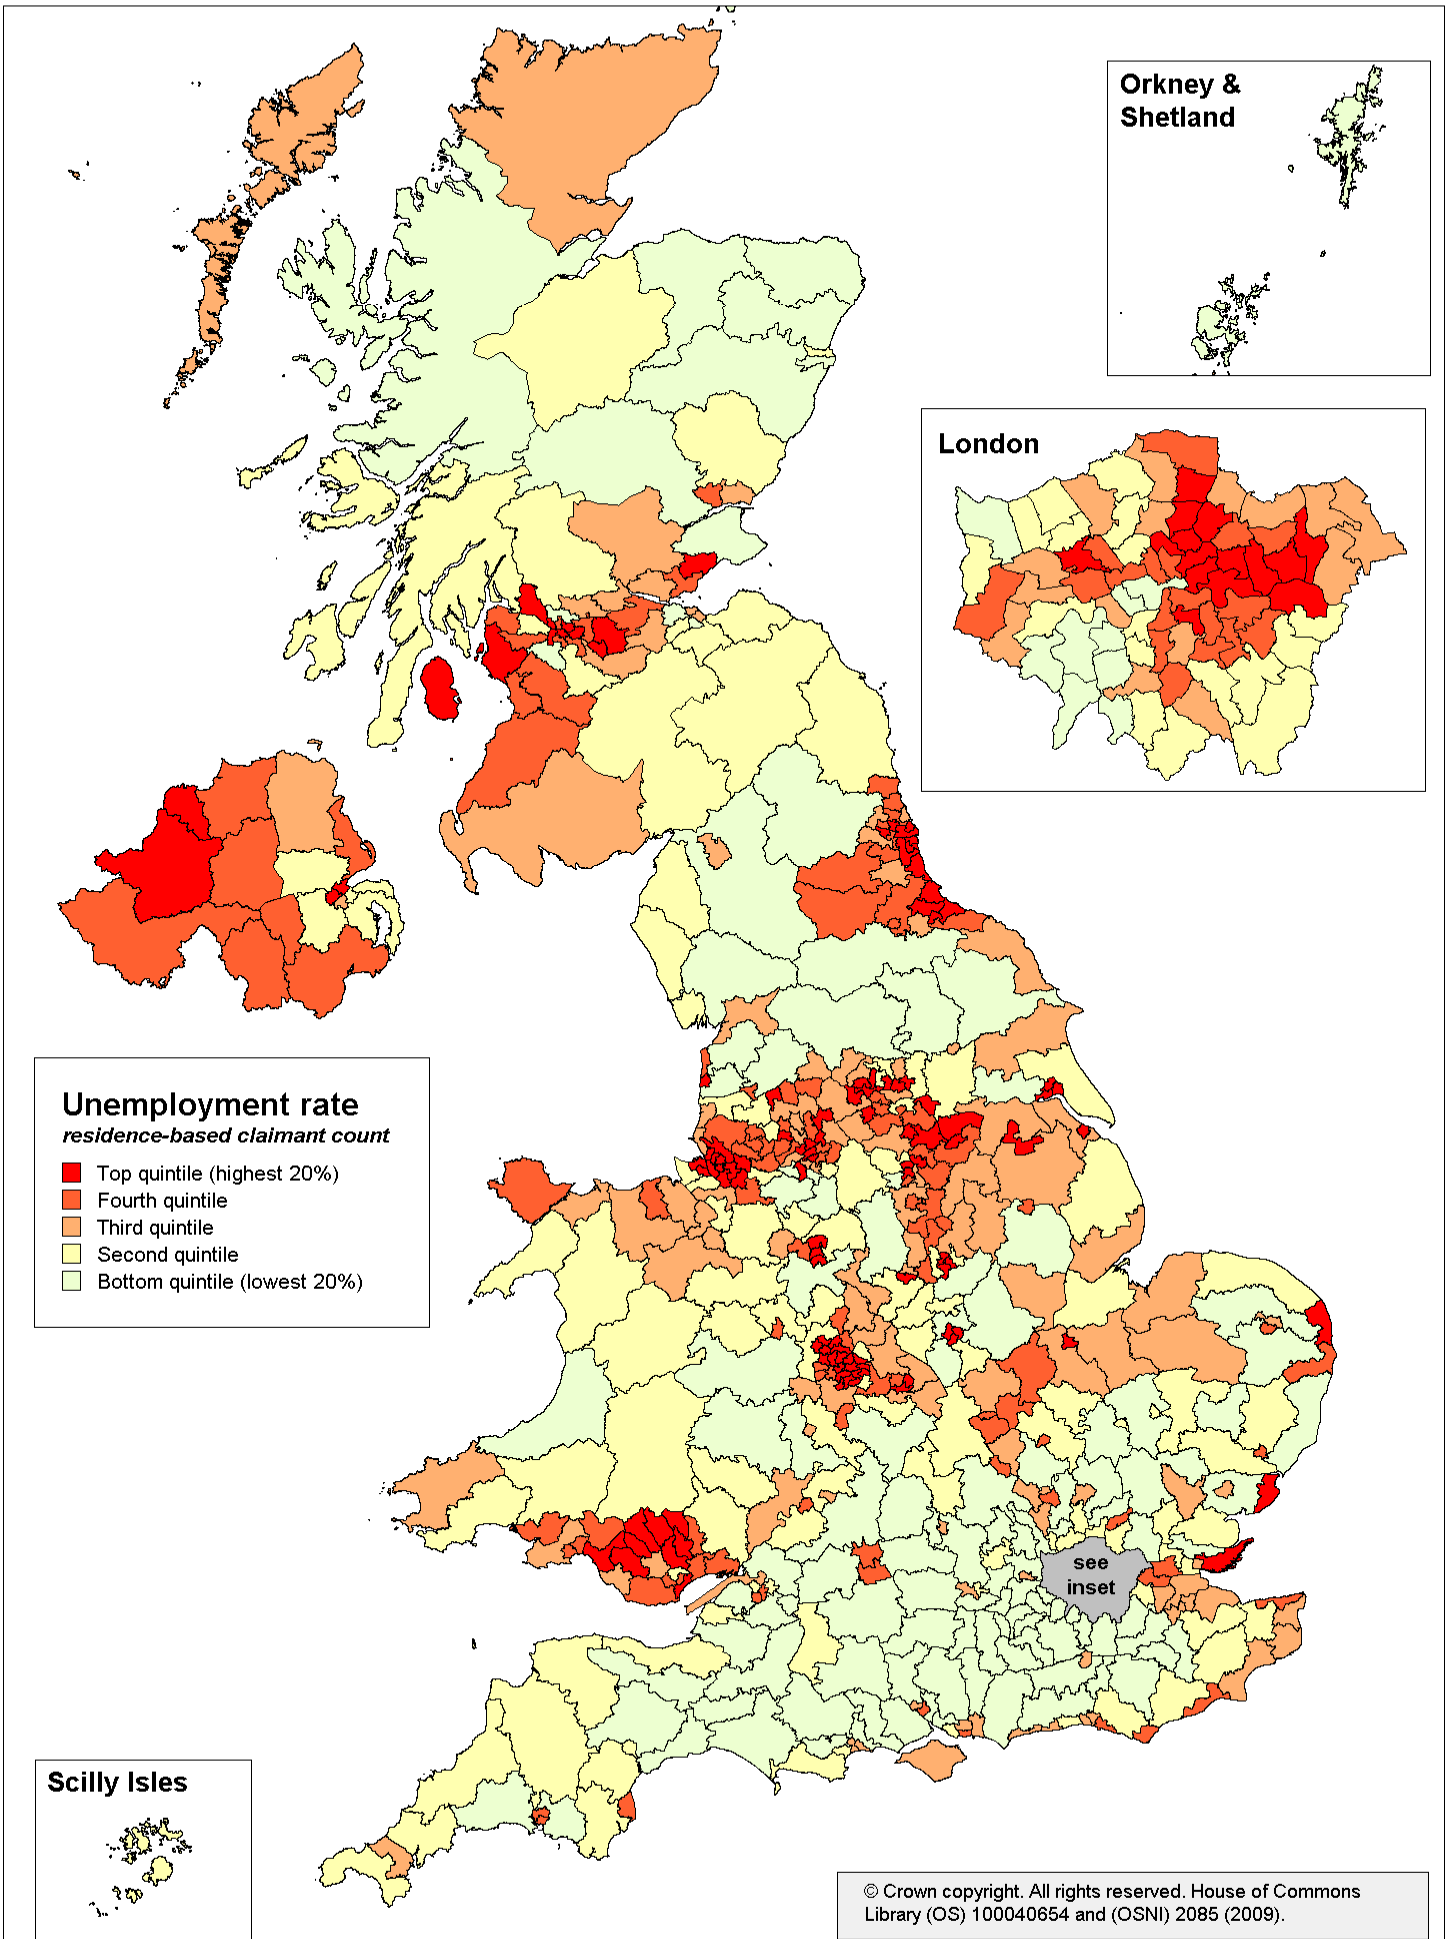 Orkney &
Shetland
London
Unemployment rate
residence-based claimant count
Top quintile (highest 20%)
Fourth quintile
Third quintile
Second quintile
Bottom quintile (lowest 20%)
see
inset
Scilly Isles
© Crown copyright. All rights reserved. House of Commons
Library (OS) 100040654 and (OSNI) 2085 (2009).